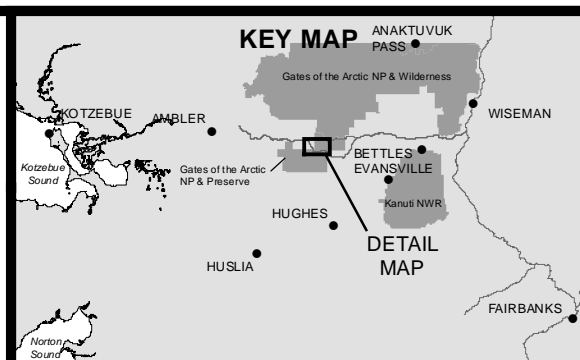 KEY MAP
ANAKTUVUK
PASS
Gates of the Arctic NP & Wilderness
KOTZEBUE
AMBLER
WISEMAN
Kotzebue
Sound
Gates of the Arctic
NP & Preserve
BETTLES
EVANSVILLE
Kanuti NWR
HUGHES
DETAIL
MAP
HUSLIA
FAIRBANKS
Norton
Sound